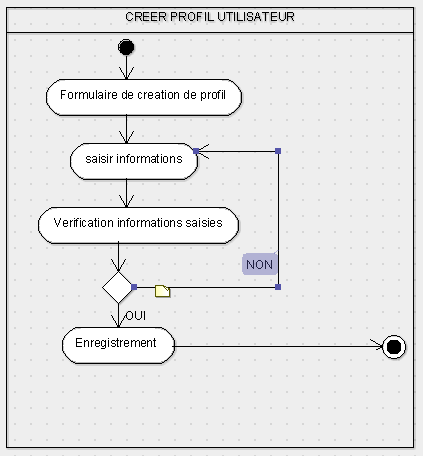 CREER PROFIL UTILISATEUR
Formulaire de creation de profil
saisir informations
Verification informations saisies
NON
OUI
Enregistrement